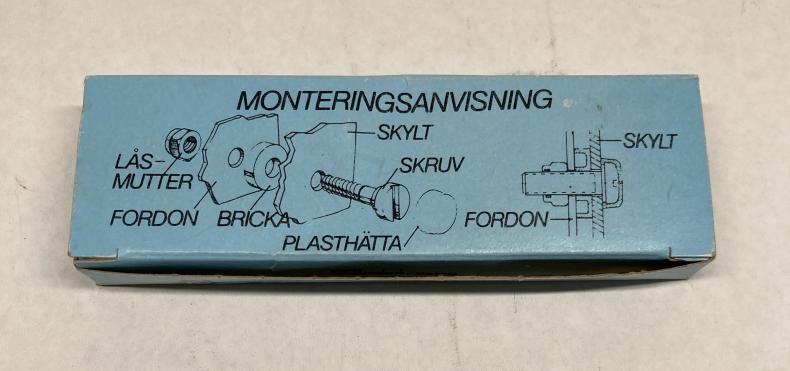 MONTERINGSANVISNING
SKYLT
SKYLT
LÅS-
MUTTER
SKRUV
FORDON
BRICKA
FORDON
PLASTHÄTTA